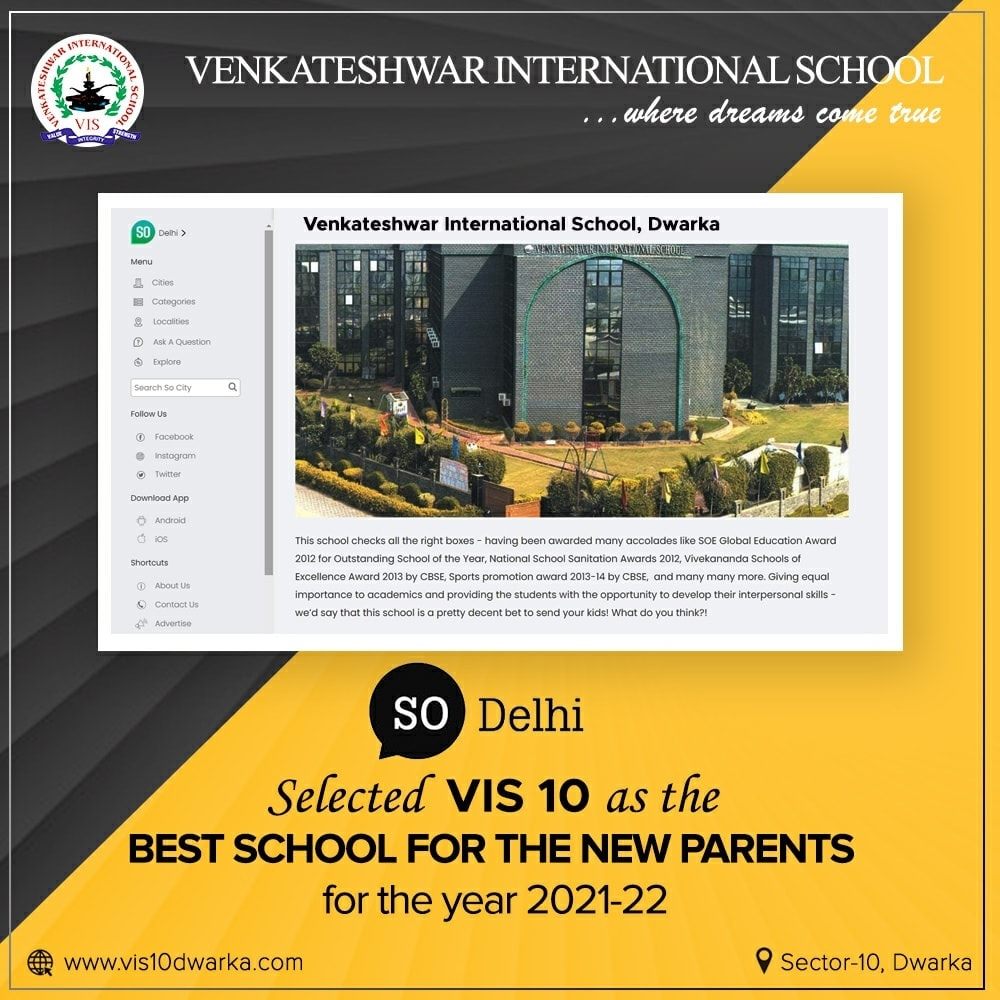 VENKATESHWAR INTERNATIONAL SCHOOL
VIS
VALUE INTEGRITY STRENGTH
VENKATESHWAR INTERNATIONAL SCHOOL
...where dreams come true
SO Delhi >
Menu
Cities
Categories
Localities
Ask A Question
Explore
Search So City
Follow Us
Facebook
Instagram
Twitter
Download App
Android
iOS
Shortcuts
About Us
Contact Us
Advertise
Venkateshwar International School, Dwarka
VENKATESHWAR INTERNATIONAL SCHOOL
This school checks all the right boxes - having been awarded many accolades like SOE Global Education Award
2012 for Outstanding School of the Year, National School Sanitation Awards 2012, Vivekananda Schools of
Excellence Award 2013 by CBSE, Sports promotion award 2013-14 by CBSE, and many many more. Giving equal
importance to academics and providing the students with the opportunity to develop their interpersonal skills -
we'd say that this school is a pretty decent bet to send your kids! What do you think?!
SO Delhi
Selected VIS 10 as the
BEST SCHOOL FOR THE NEW PARENTS
for the year 2021-22
www.vis10dwarka.com
Sector-10, Dwarka